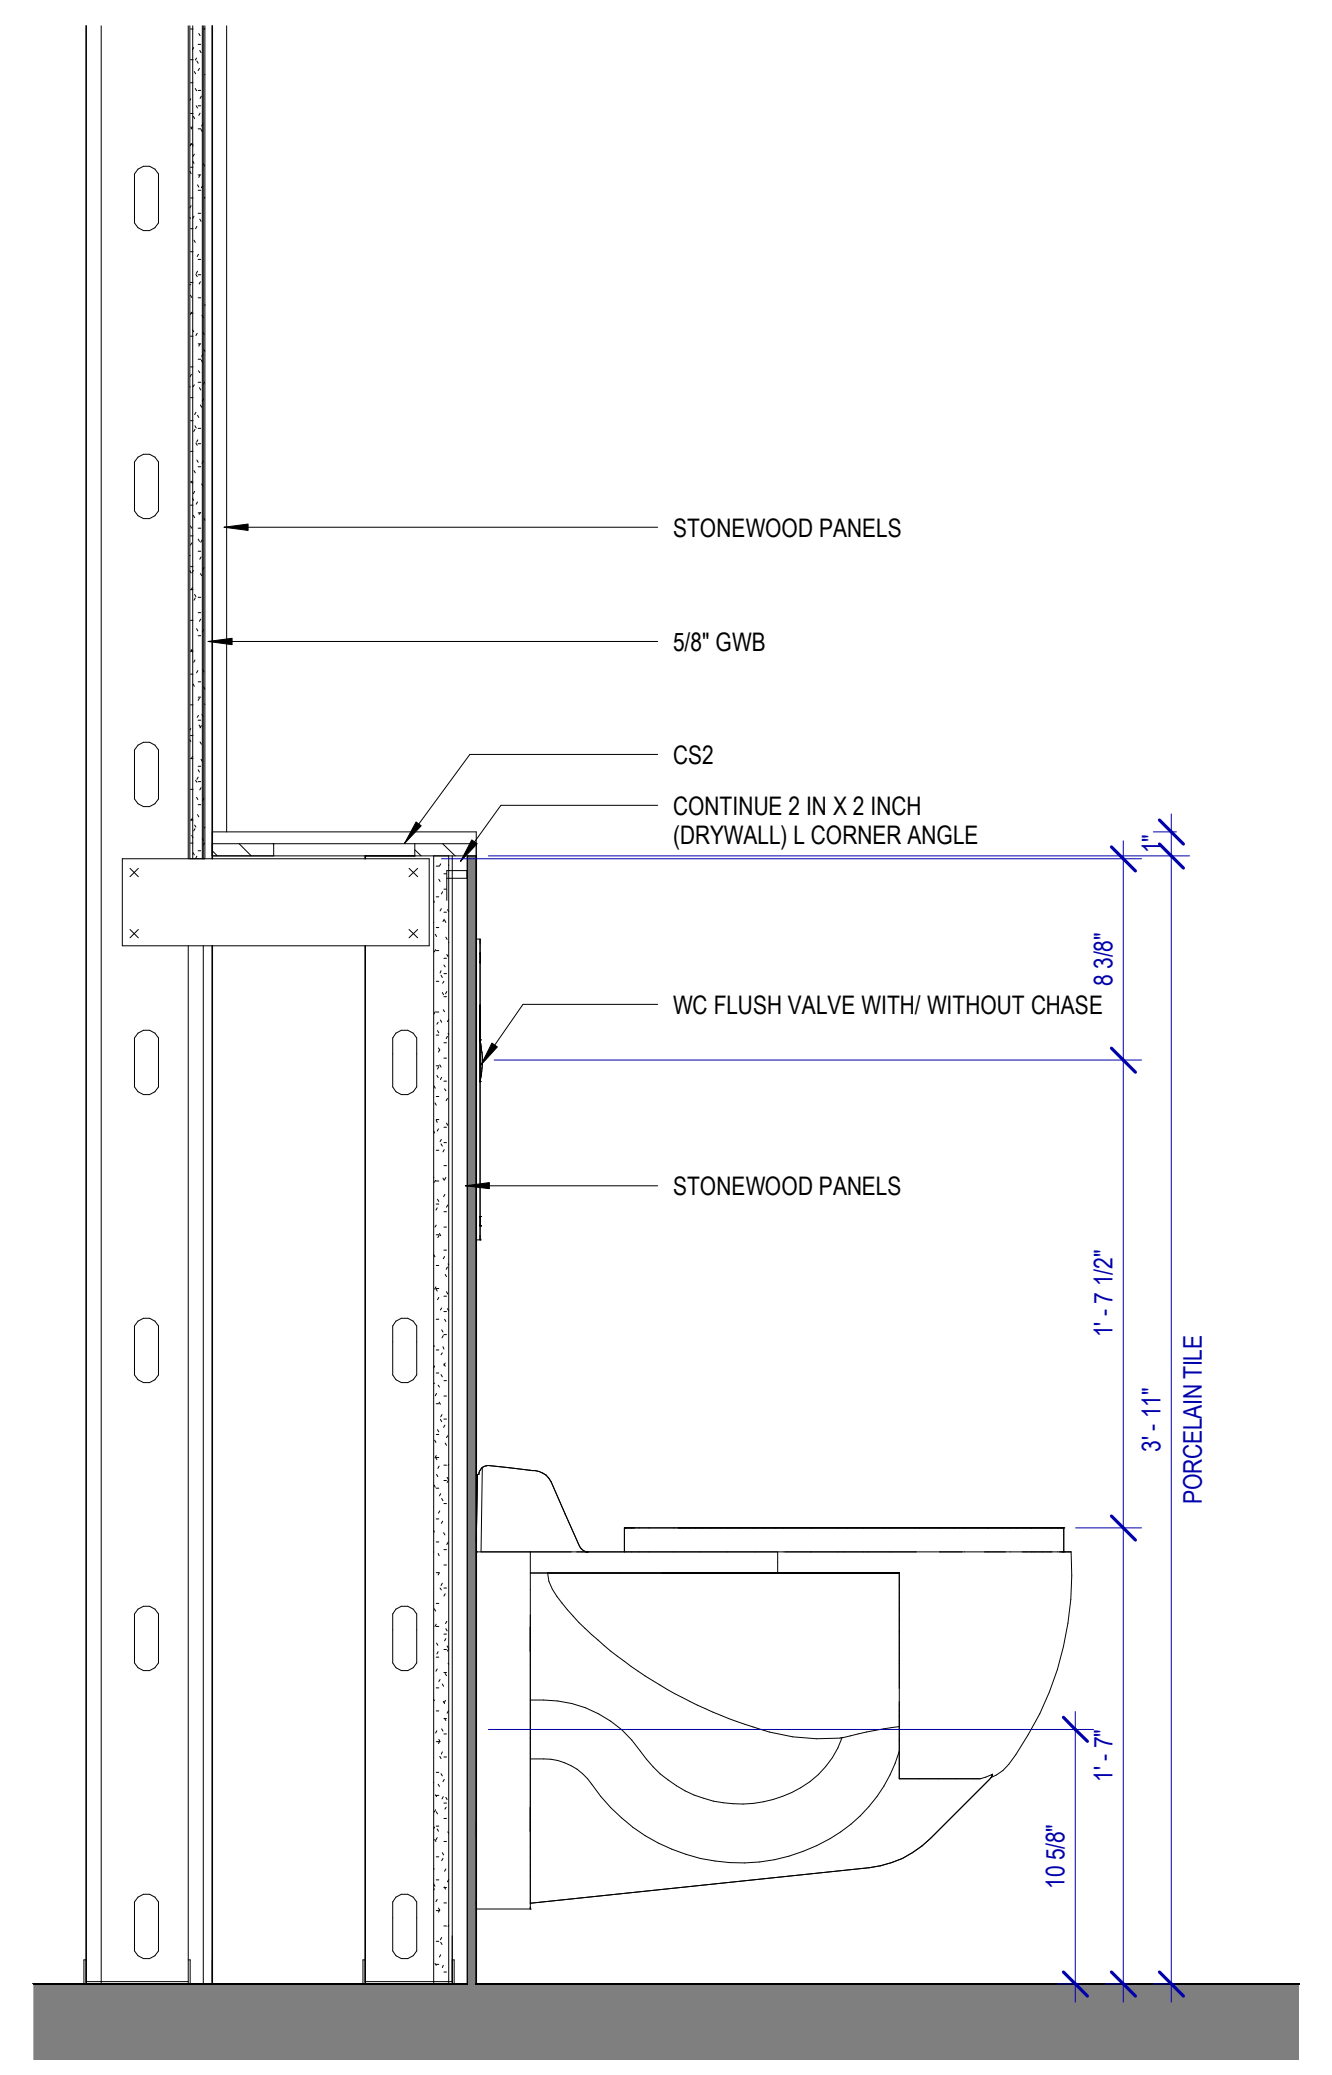 STONEWOOD PANELS
5/8" GWB
CS2
CONTINUE 2 IN X 2 INCH
(DRYWALL) L CORNER ANGLE
1"
8 3/8"
WC FLUSH VALVE WITH/ WITHOUT CHASE
STONEWOOD PANELS
1' - 7 1/2"
3' - 11"
PORCELAIN TILE
1' - 7"
10 5/8"